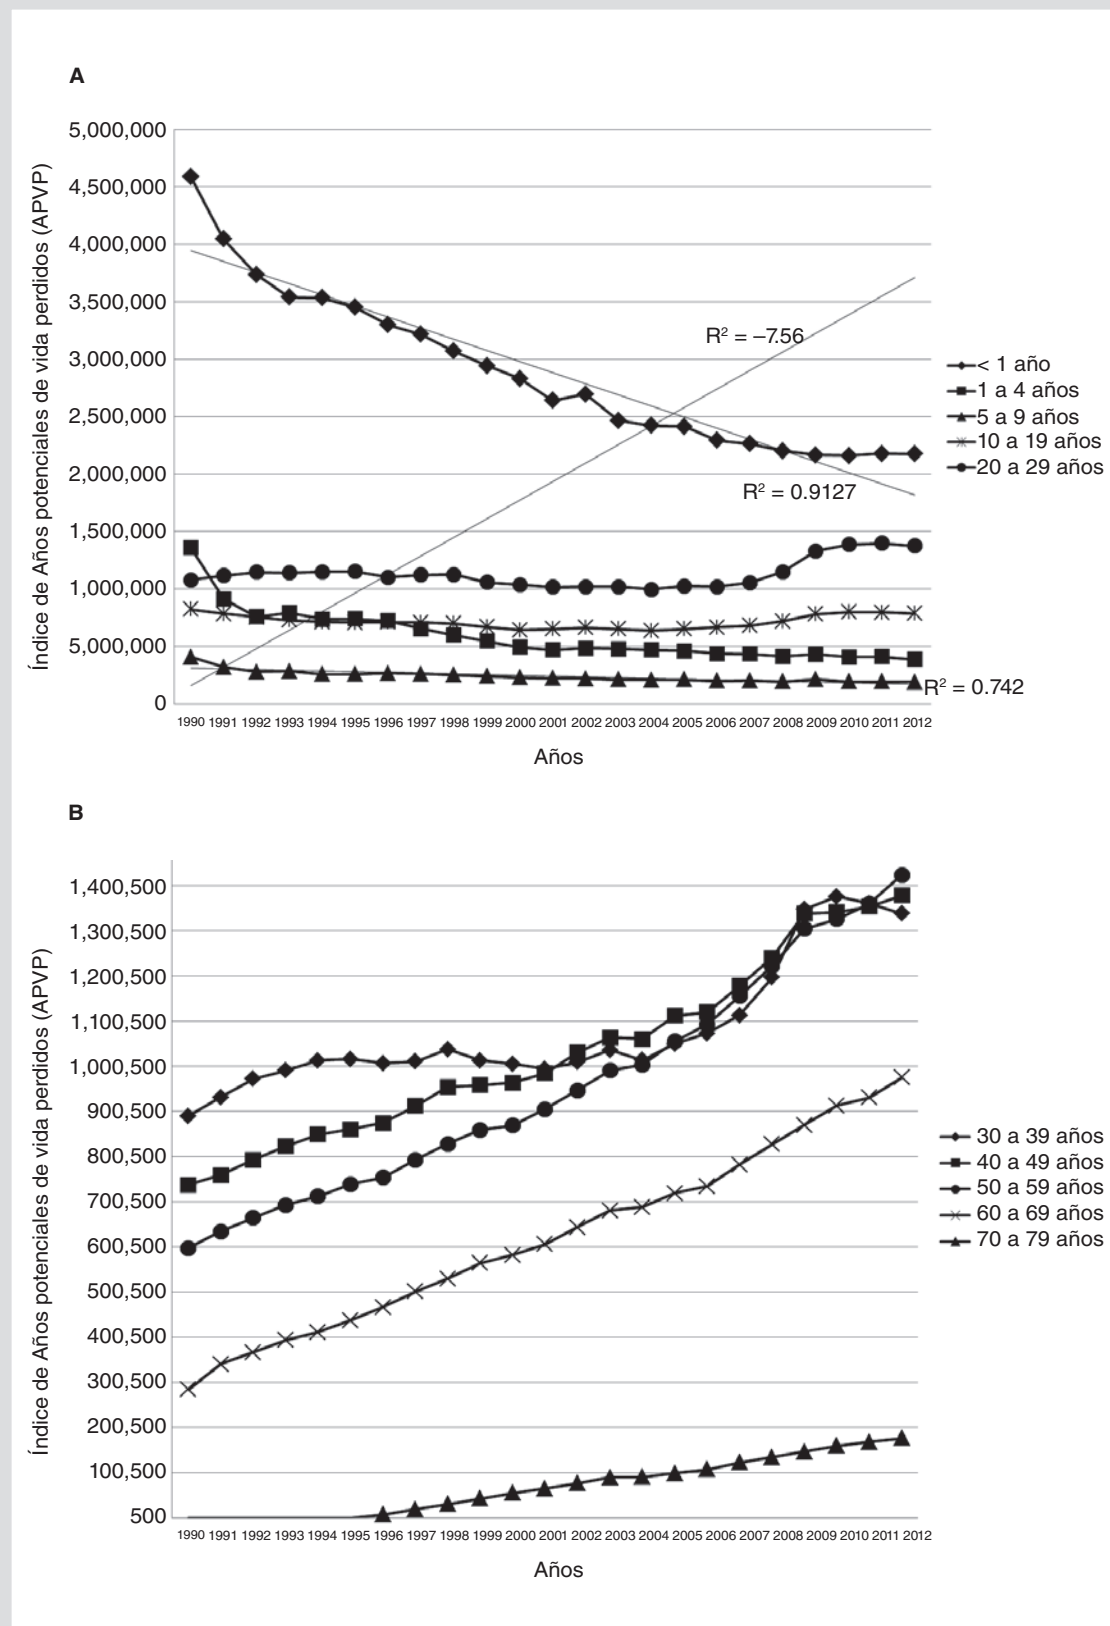 A
Índice de Años potenciales de vida perdidos (APVP)
5,000,000
4,500,000
4,000,000
3,500,000
3,000,000
2,500,000
2,000,000
1,500,000
1,000,000
5,000,000
0
R² = –7.56
R² = 0.9127
R² = 0.742
< 1 año
1 a 4 años
5 a 9 años
10 a 19 años
20 a 29 años
1990 1991 1992 1993 1994 1995 1996 1997 1998 1999 2000 2001 2002 2003 2004 2005 2006 2007 2008 2009 2010 2011 2012
Años
B
Índice de Años potenciales de vida perdidos (APVP)
1,400,500
1,300,500
1,200,500
1,100,500
1,000,500
900,500
800,500
700,500
600,500
500,500
400,500
300,500
200,500
100,500
500
30 a 39 años
40 a 49 años
50 a 59 años
60 a 69 años
70 a 79 años
1990 1991 1992 1993 1994 1995 1996 1997 1998 1999 2000 2001 2002 2003 2004 2005 2006 2007 2008 2009 2010 2011 2012
Años